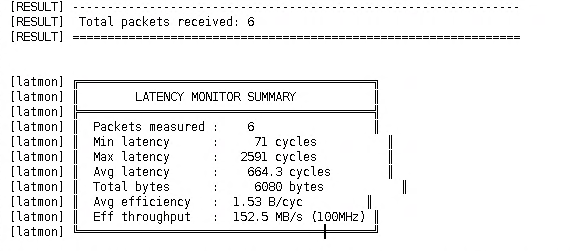 [RESULT] ----------------------------------------------------------------
[RESULT] Total packets received: 6
[RESULT] ================================================================
[latmon] ╔══════════════════════════════════════════╗
[latmon] ║ LATENCY MONITOR SUMMARY ║
[latmon] ╠══════════════════════════════════════════╣
[latmon] ║ Packets measured : 6 ║
[latmon] ║ Min latency : 71 cycles ║
[latmon] ║ Max latency : 2591 cycles ║
[latmon] ║ Avg latency : 664.3 cycles ║
[latmon] ║ Total bytes : 6080 bytes ║
[latmon] ║ Avg efficiency : 1.53 B/cyc ║
[latmon] ║ Eff throughput : 152.5 MB/s (100MHz) ║
[latmon] ╚══════════════════════════════════════════╝